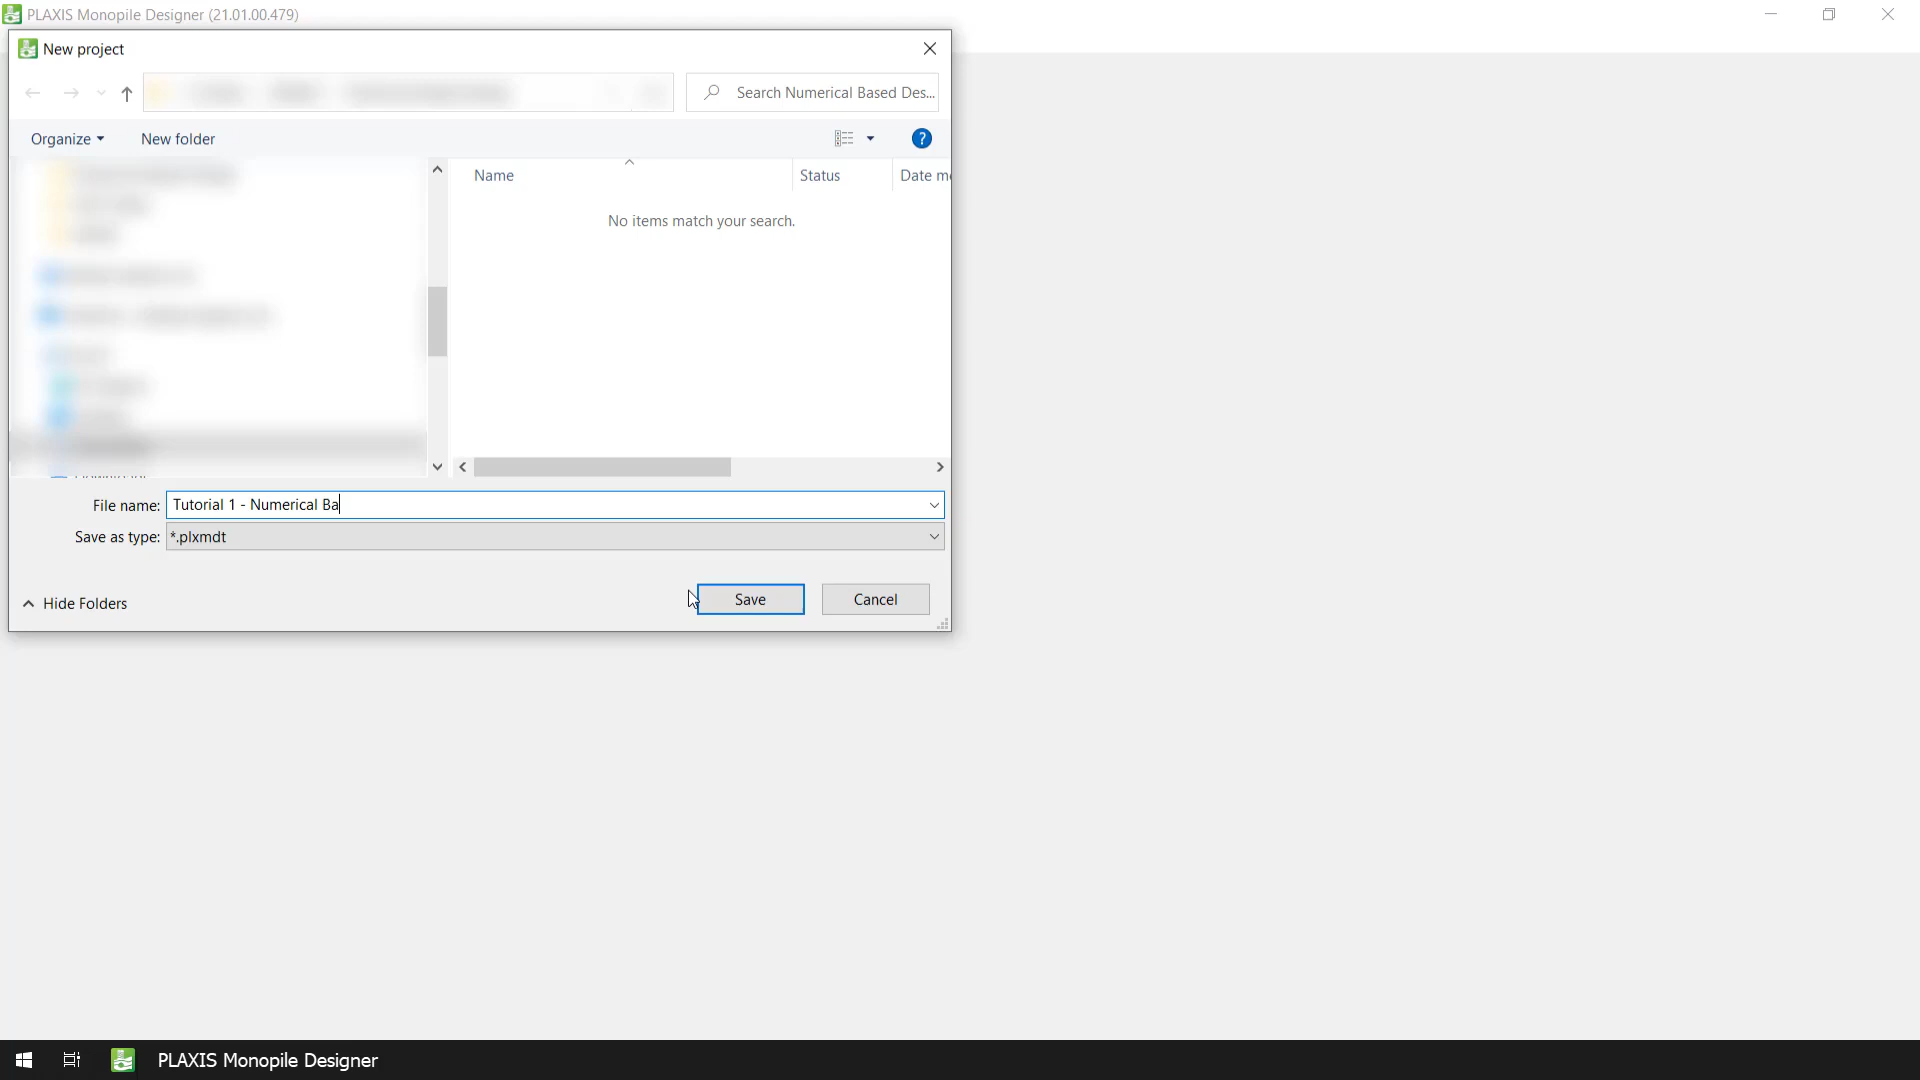 PLAXIS Monopile Designer (21.01.00.479)
New project
Search Numerical Based Des...
Organize
New folder
?
Name
Status
Date m
No items match your search.
File name:
Tutorial 1 - Numerical Ba
Save as type:
*.plxmdt
Hide Folders
Save
Cancel
PLAXIS Monopile Designer